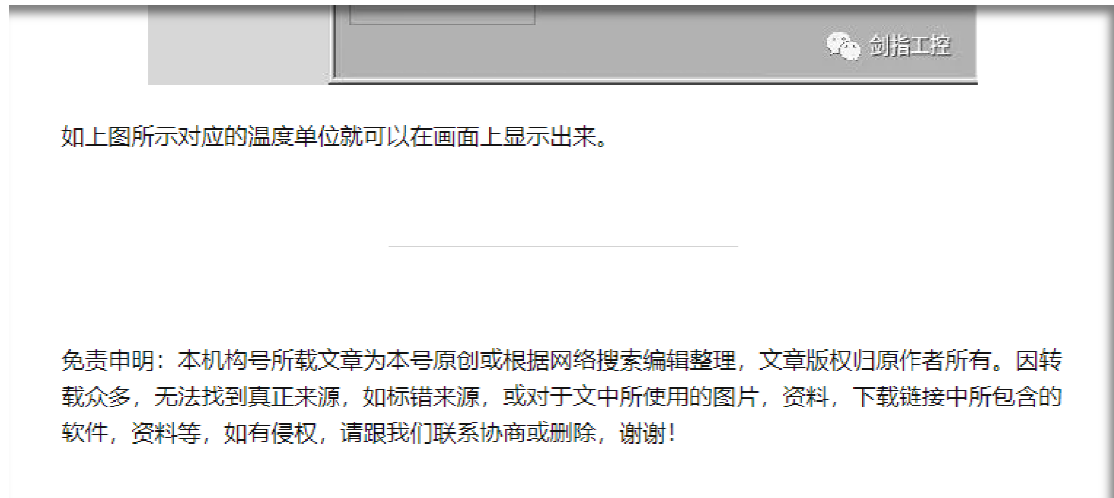 剑指工控
如上图所示对应的温度单位就可以在画面上显示出来。
免责申明：本机构号所载文章为本号原创或根据网络搜索编辑整理，文章版权归原作者所有。因转
载众多，无法找到真正来源，如标错来源，或对于文中所使用的图片，资料，下载链接中所包含的
软件，资料等，如有侵权，请跟我们联系协商或删除，谢谢！